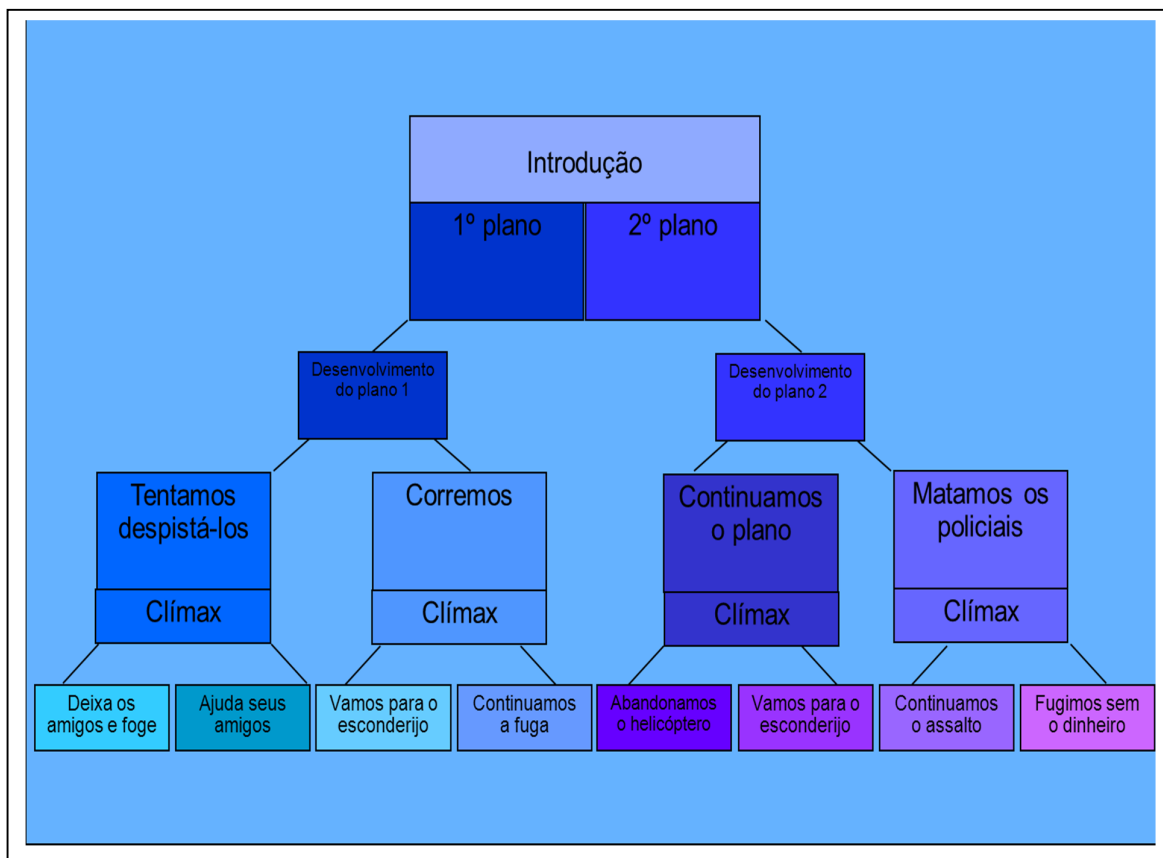 Introdução
1º plano
2º plano
Desenvolvimento
do plano 1
Desenvolvimento
do plano 2
Tentamos
despistá-los
Corremos
Continuamos
o plano
Matamos os
policiais
Clímax
Clímax
Clímax
Clímax
Deixa os
amigos e foge
Ajuda seus
amigos
Vamos para o
esconderijo
Continuamos
a fuga
Abandonamos
o helicóptero
Vamos para o
esconderijo
Continuamos
o assalto
Fugimos sem
o dinheiro